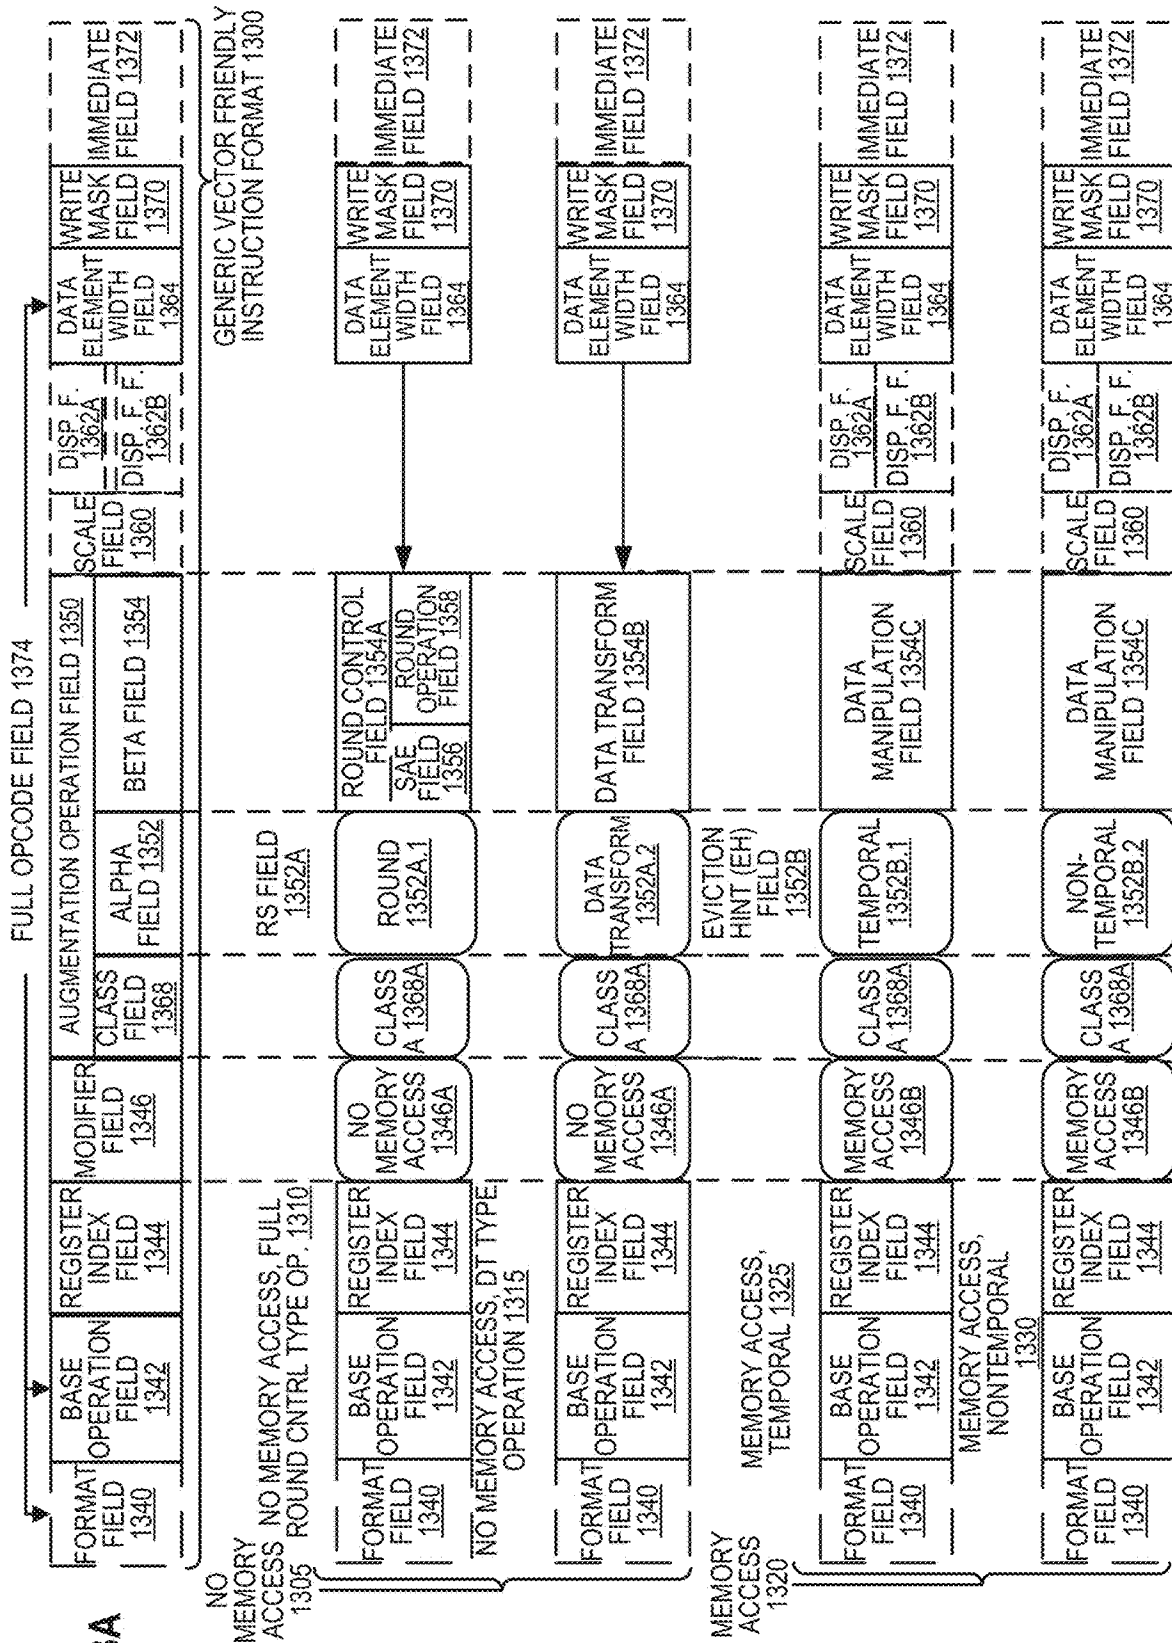 FULL OPCODE FIELD 1374
FORMAT
FIELD
1340
BASE
OPERATION
FIELD
1342
REGISTER
INDEX
FIELD
1344
MODIFIER
FIELD
1346
AUGMENTATION OPERATION FIELD 1350
CLASS
FIELD
1368
ALPHA
FIELD 1352
BETA FIELD 1354
SCALE
FIELD
1360
DISP. F.
1362A
DISP. F. F.
1362B
DATA
ELEMENT
WIDTH
FIELD
1364
WRITE
MASK
FIELD
1370
IMMEDIATE
FIELD 1372
GENERIC VECTOR FRIENDLY
INSTRUCTION FORMAT 1300
NO
MEMORY
ACCESS
1305
NO MEMORY ACCESS, FULL
ROUND CNTRL TYPE OP. 1310
RS FIELD
1352A
FORMAT
FIELD
1340
BASE
OPERATION
FIELD
1342
REGISTER
INDEX
FIELD
1344
NO
MEMORY
ACCESS
1346A
CLASS
A 1368A
ROUND
1352A.1
ROUND CONTROL
FIELD 1354A
SAE
FIELD
1356
ROUND
OPERATION
FIELD 1358
DATA
ELEMENT
WIDTH
FIELD
1364
WRITE
MASK
FIELD
1370
IMMEDIATE
FIELD 1372
NO MEMORY ACCESS, DT TYPE
OPERATION 1315
FORMAT
FIELD
1340
BASE
OPERATION
FIELD
1342
REGISTER
INDEX
FIELD
1344
NO
MEMORY
ACCESS
1346A
CLASS
A 1368A
DATA
TRANSFORM
1352A.2
DATA TRANSFORM
FIELD 1354B
DATA
ELEMENT
WIDTH
FIELD
1364
WRITE
MASK
FIELD
1370
IMMEDIATE
FIELD 1372
MEMORY
ACCESS
1320
MEMORY ACCESS,
TEMPORAL 1325
EVICTION
HINT (EH)
FIELD
1352B
FORMAT
FIELD
1340
BASE
OPERATION
FIELD
1342
REGISTER
INDEX
FIELD
1344
MEMORY
ACCESS
1346B
CLASS
A 1368A
TEMPORAL
1352B.1
DATA
MANIPULATION
FIELD 1354C
SCALE
FIELD
1360
DISP. F.
1362A
DISP. F. F.
1362B
DATA
ELEMENT
WIDTH
FIELD
1364
WRITE
MASK
FIELD
1370
IMMEDIATE
FIELD 1372
MEMORY ACCESS,
NONTEMPORAL
1330
FORMAT
FIELD
1340
BASE
OPERATION
FIELD
1342
REGISTER
INDEX
FIELD
1344
MEMORY
ACCESS
1346B
CLASS
A 1368A
NON-
TEMPORAL
1352B.2
DATA
MANIPULATION
FIELD 1354C
SCALE
FIELD
1360
DISP. F.
1362A
DISP. F. F.
1362B
DATA
ELEMENT
WIDTH
FIELD
1364
WRITE
MASK
FIELD
1370
IMMEDIATE
FIELD 1372